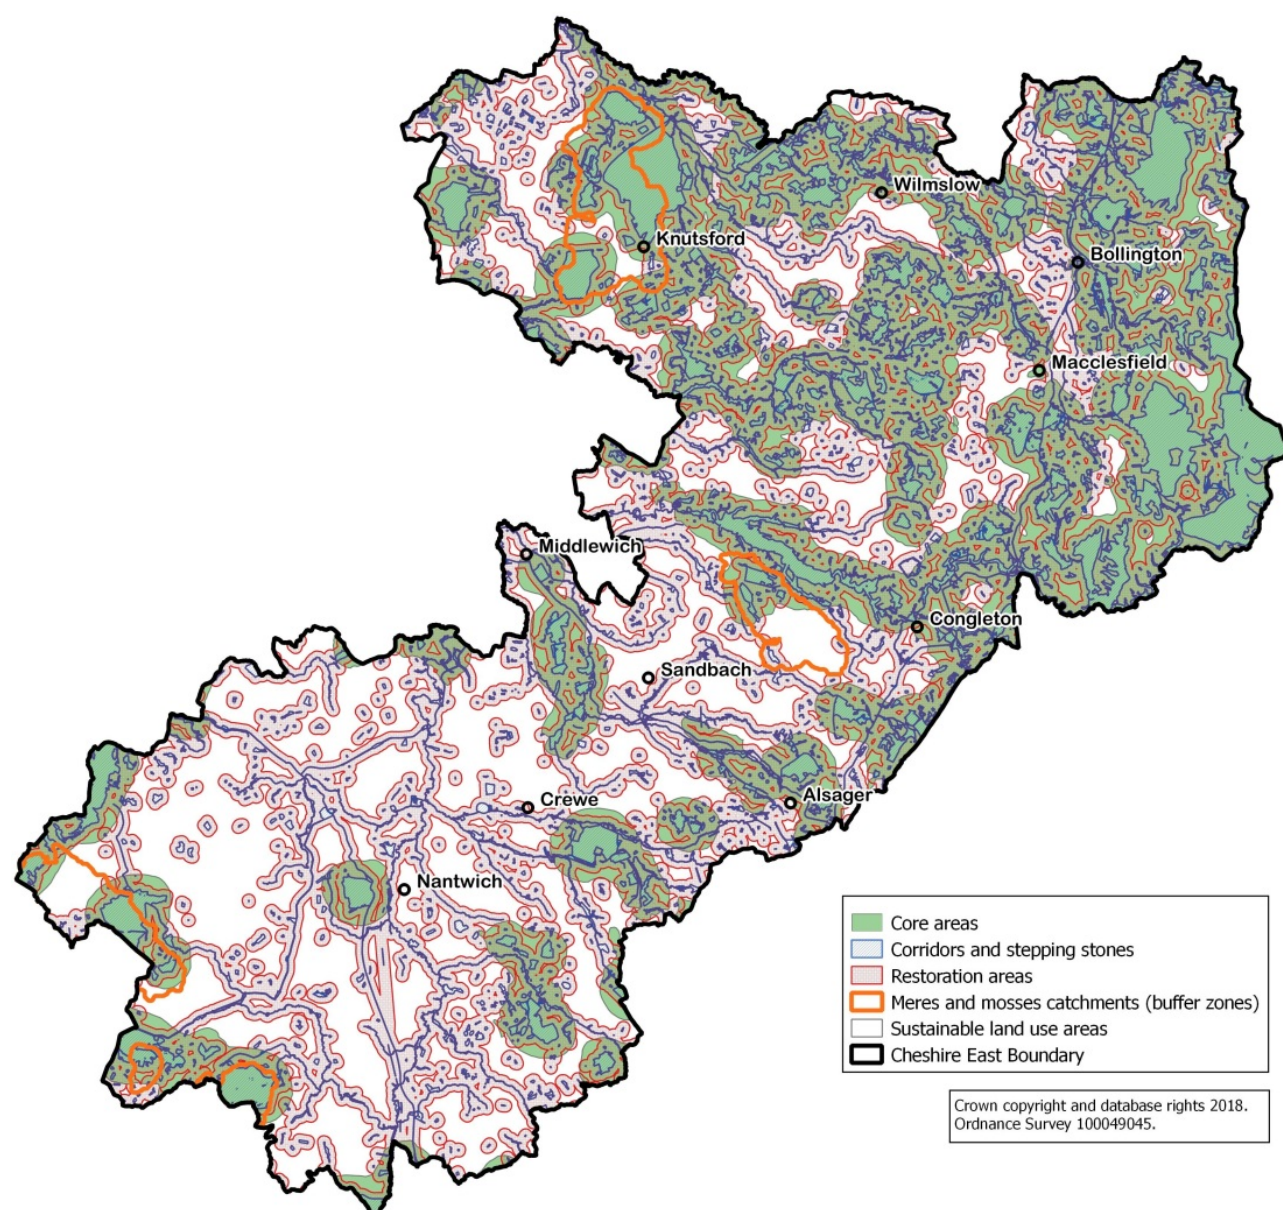 Wilmslow
Knutsford
Bollington
Macclesfield
Middlewich
Congleton
Sandbach
Crewe
Alsager
Nantwich
Core areas
Corridors and stepping stones
Restoration areas
Meres and mosses catchments (buffer zones)
Sustainable land use areas
Cheshire East Boundary
Crown copyright and database rights 2018.
Ordnance Survey 100049045.